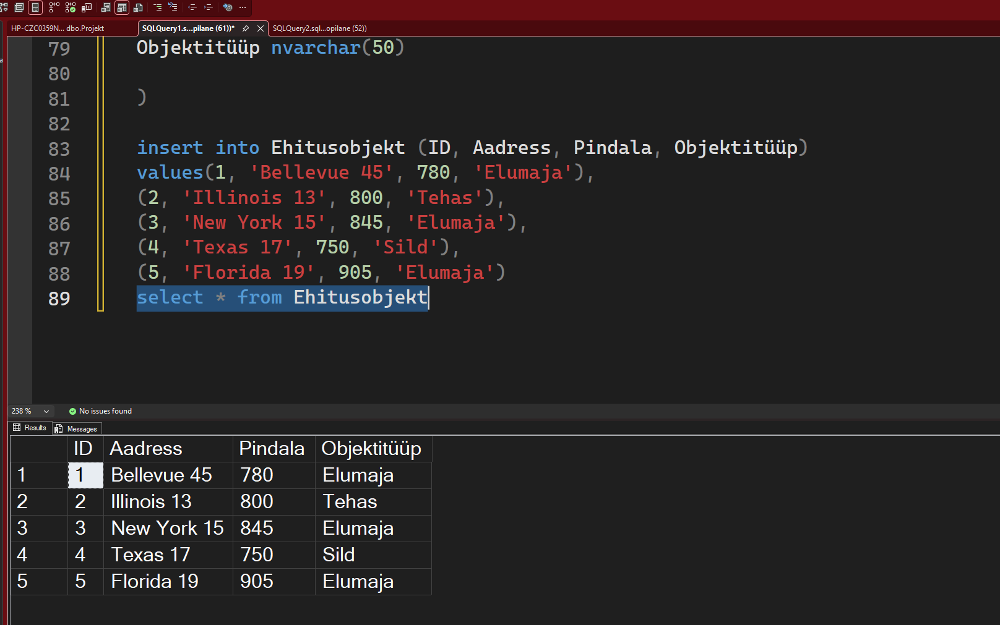 HP-CZC0359N... dbo.Projekt
SQLQuery1.s...pilane (61))*
SQLQuery2.sql...opilane (52))
79 Objektitüüp nvarchar(50)
80
81 )
82
83 insert into Ehitusobjekt (ID, Aadress, Pindala, Objektitüüp)
84 values(1, 'Bellevue 45', 780, 'Elumaja'),
85 (2, 'Illinois 13', 800, 'Tehas'),
86 (3, 'New York 15', 845, 'Elumaja'),
87 (4, 'Texas 17', 750, 'Sild'),
88 (5, 'Florida 19', 905, 'Elumaja')
89 select * from Ehitusobjekt
238 % No issues found
Results Messages
ID Aadress Pindala Objektitüüp
1 1 Bellevue 45 780 Elumaja
2 2 Illinois 13 800 Tehas
3 3 New York 15 845 Elumaja
4 4 Texas 17 750 Sild
5 5 Florida 19 905 Elumaja